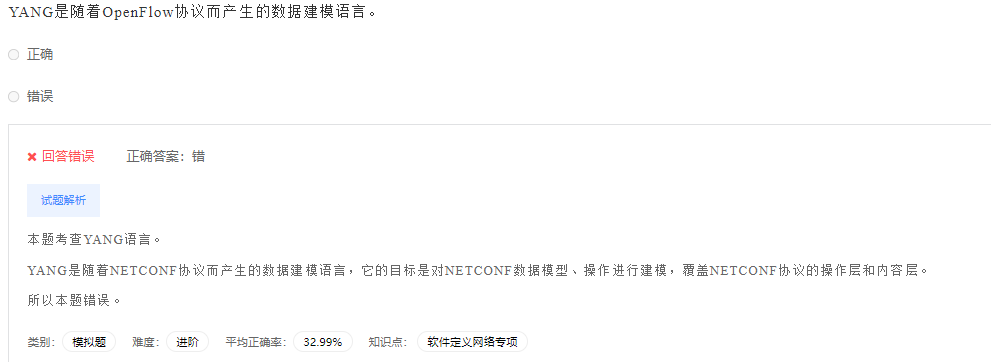 YANG是随着OpenFlow协议而产生的数据建模语言。
正确
错误
回答错误 正确答案：错
试题解析
本题考查YANG语言。
YANG是随着NETCONF协议而产生的数据建模语言，它的目标是对NETCONF数据模型、操作进行建模，覆盖NETCONF协议的操作层和内容层。
所以本题错误。
类别： 模拟题 难度： 进阶 平均正确率： 32.99% 知识点： 软件定义网络专项